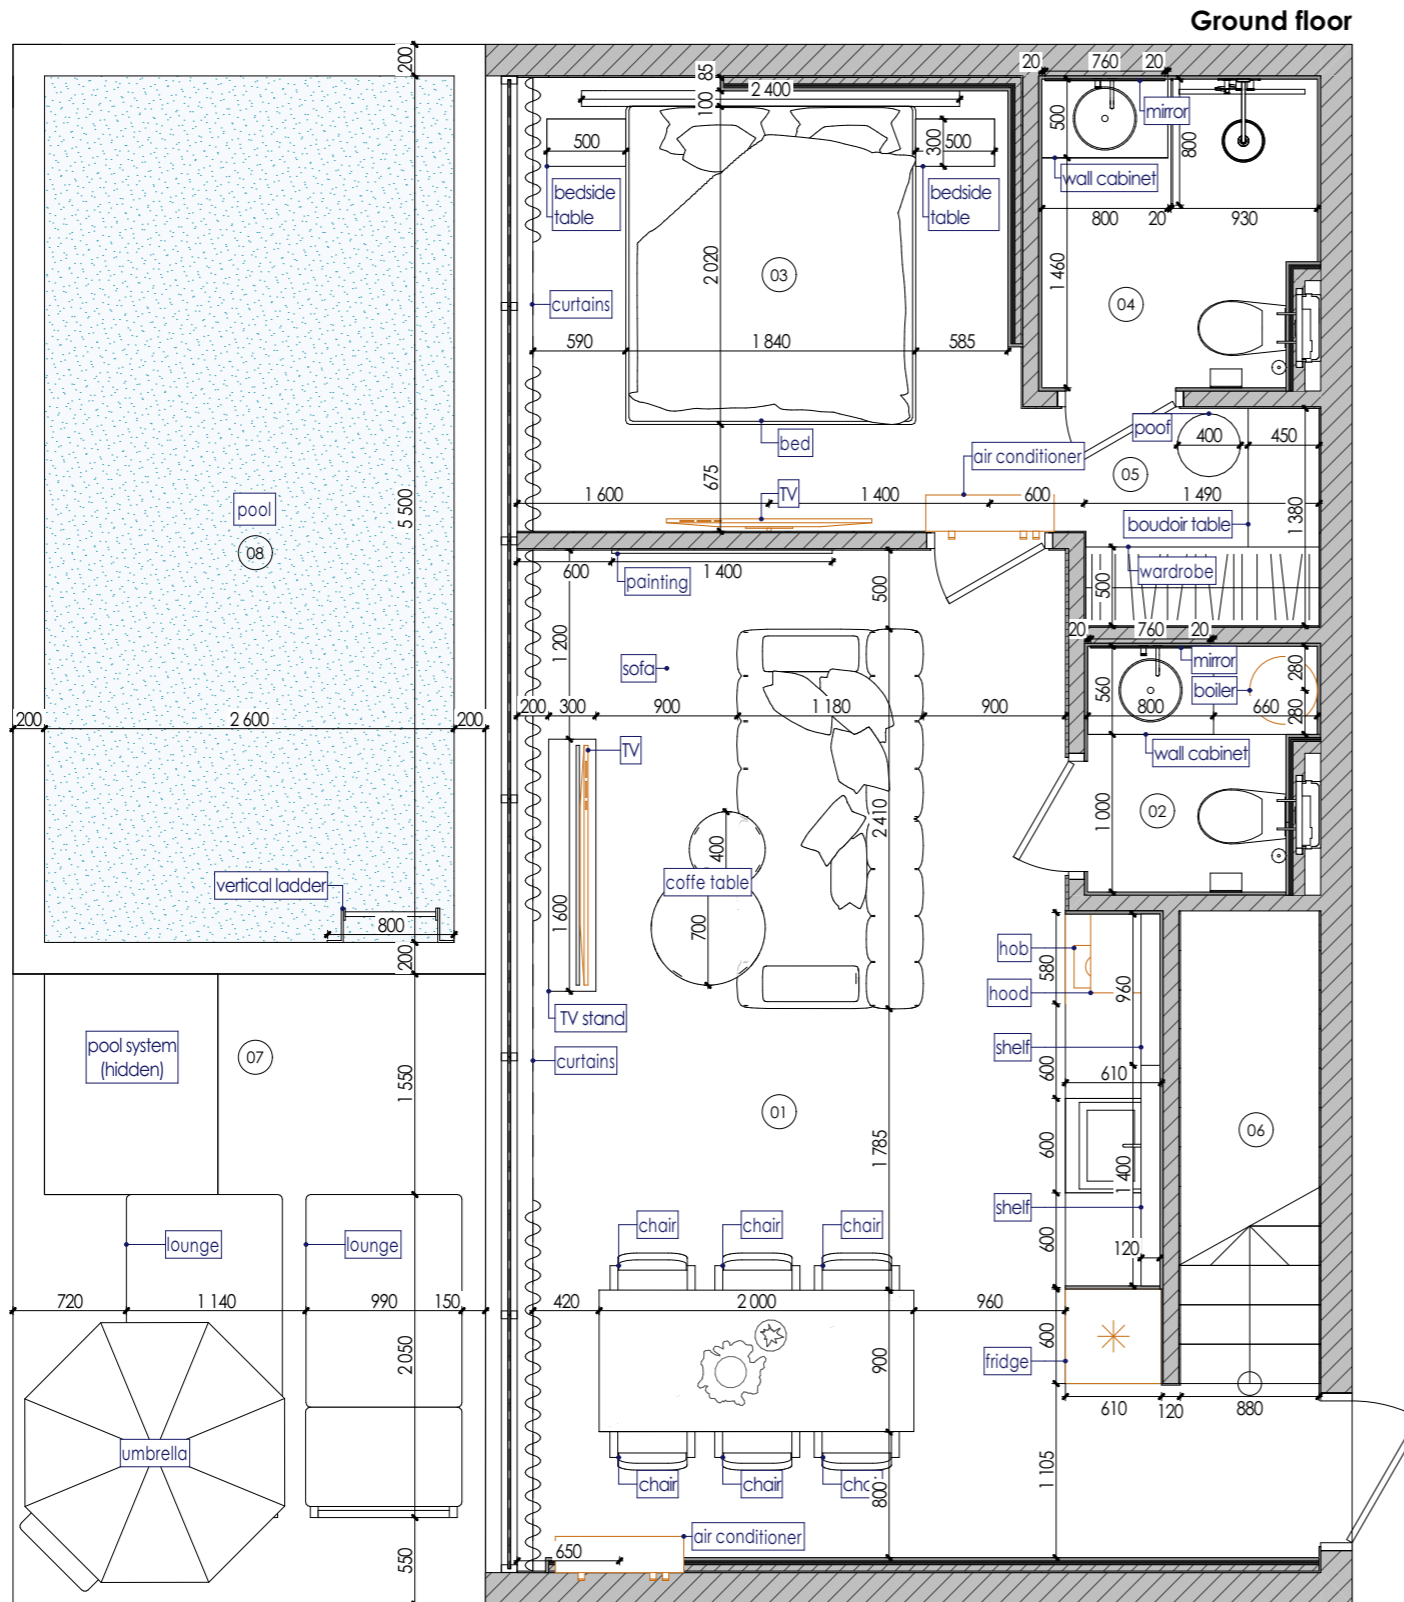 Ground floor
200
85
2 400
100
20
760
20
500
mirror
800
500
300
500
wall cabinet
bedside
table
bedside
table
800
20
930
2 020
03
1 460
04
curtains
590
1 840
585
bed
poof
400
450
air conditioner
675
05
pool
08
5 500
1 600
TV
1 400
600
1 490
1 380
boudoir table
wardrobe
600
painting
1 400
500
500
1 200
20
760
20
sofa
560
mirror
280
boiler
200
2 600
200
200
300
900
1 180
900
800
660
280
TV
wall cabinet
2 410
1 000
02
400
coffe table
vertical ladder
800
1 600
700
200
hob
580
960
hood
TV stand
pool system
(hidden)
07
curtains
shelf
600
610
1 550
01
1 785
600
1 400
06
shelf
chair
chair
chair
lounge
lounge
600
120
720
1 140
990
150
420
2 000
960
600
2 050
900
fridge
610
120
880
umbrella
chair
chair
chc
800
1 105
650
air conditioner
550